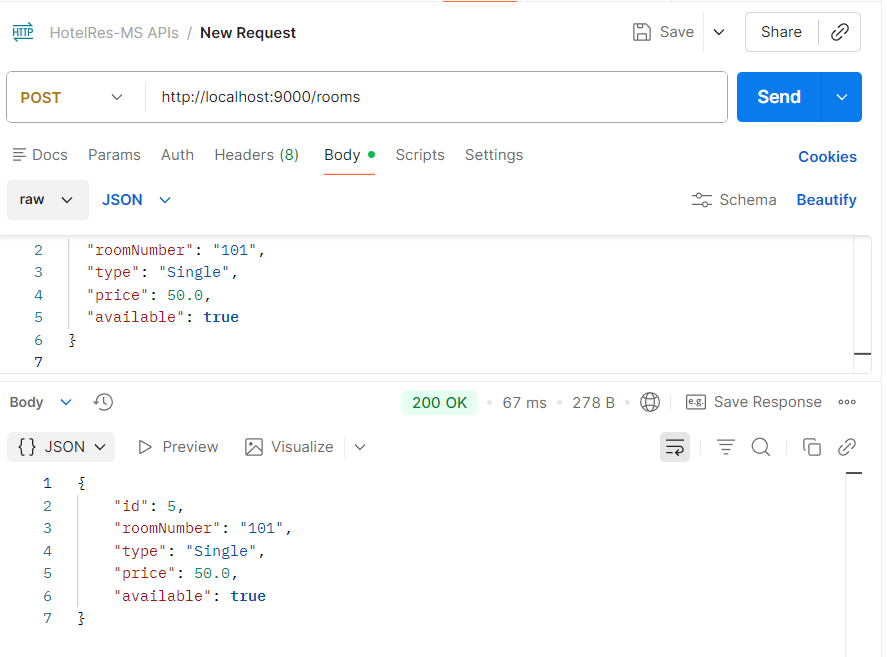 HTTP HotelRes-MS APIs / New Request Save Share
POST http://localhost:9000/rooms Send
Docs Params Auth Headers (8) Body Scripts Settings Cookies
raw JSON Schema Beautify
2 "roomNumber": "101",
3 "type": "Single",
4 "price": 50.0,
5 "available": true
6 }
7
Body 200 OK 67 ms 278 B e.g. Save Response
{} JSON Preview Visualize
1 {
2 "id": 5,
3 "roomNumber": "101",
4 "type": "Single",
5 "price": 50.0,
6 "available": true
7 }